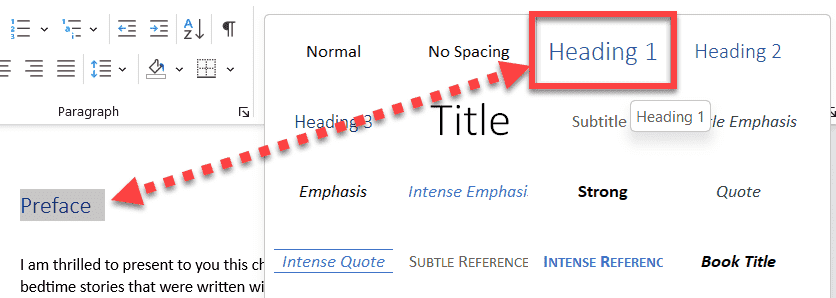 Normal
No Spacing
Heading 1
Heading 2
Paragraph
Heading 3
Title
Subtitle
Heading 1
le Emphasis
Emphasis
Intense Emphasi
Strong
Quote
Preface
Intense Quote
SUBTLE REFERENCE
INTENSE REFERENC
Book Title
I am thrilled to present to you this ch
bedtime stories that were written wi